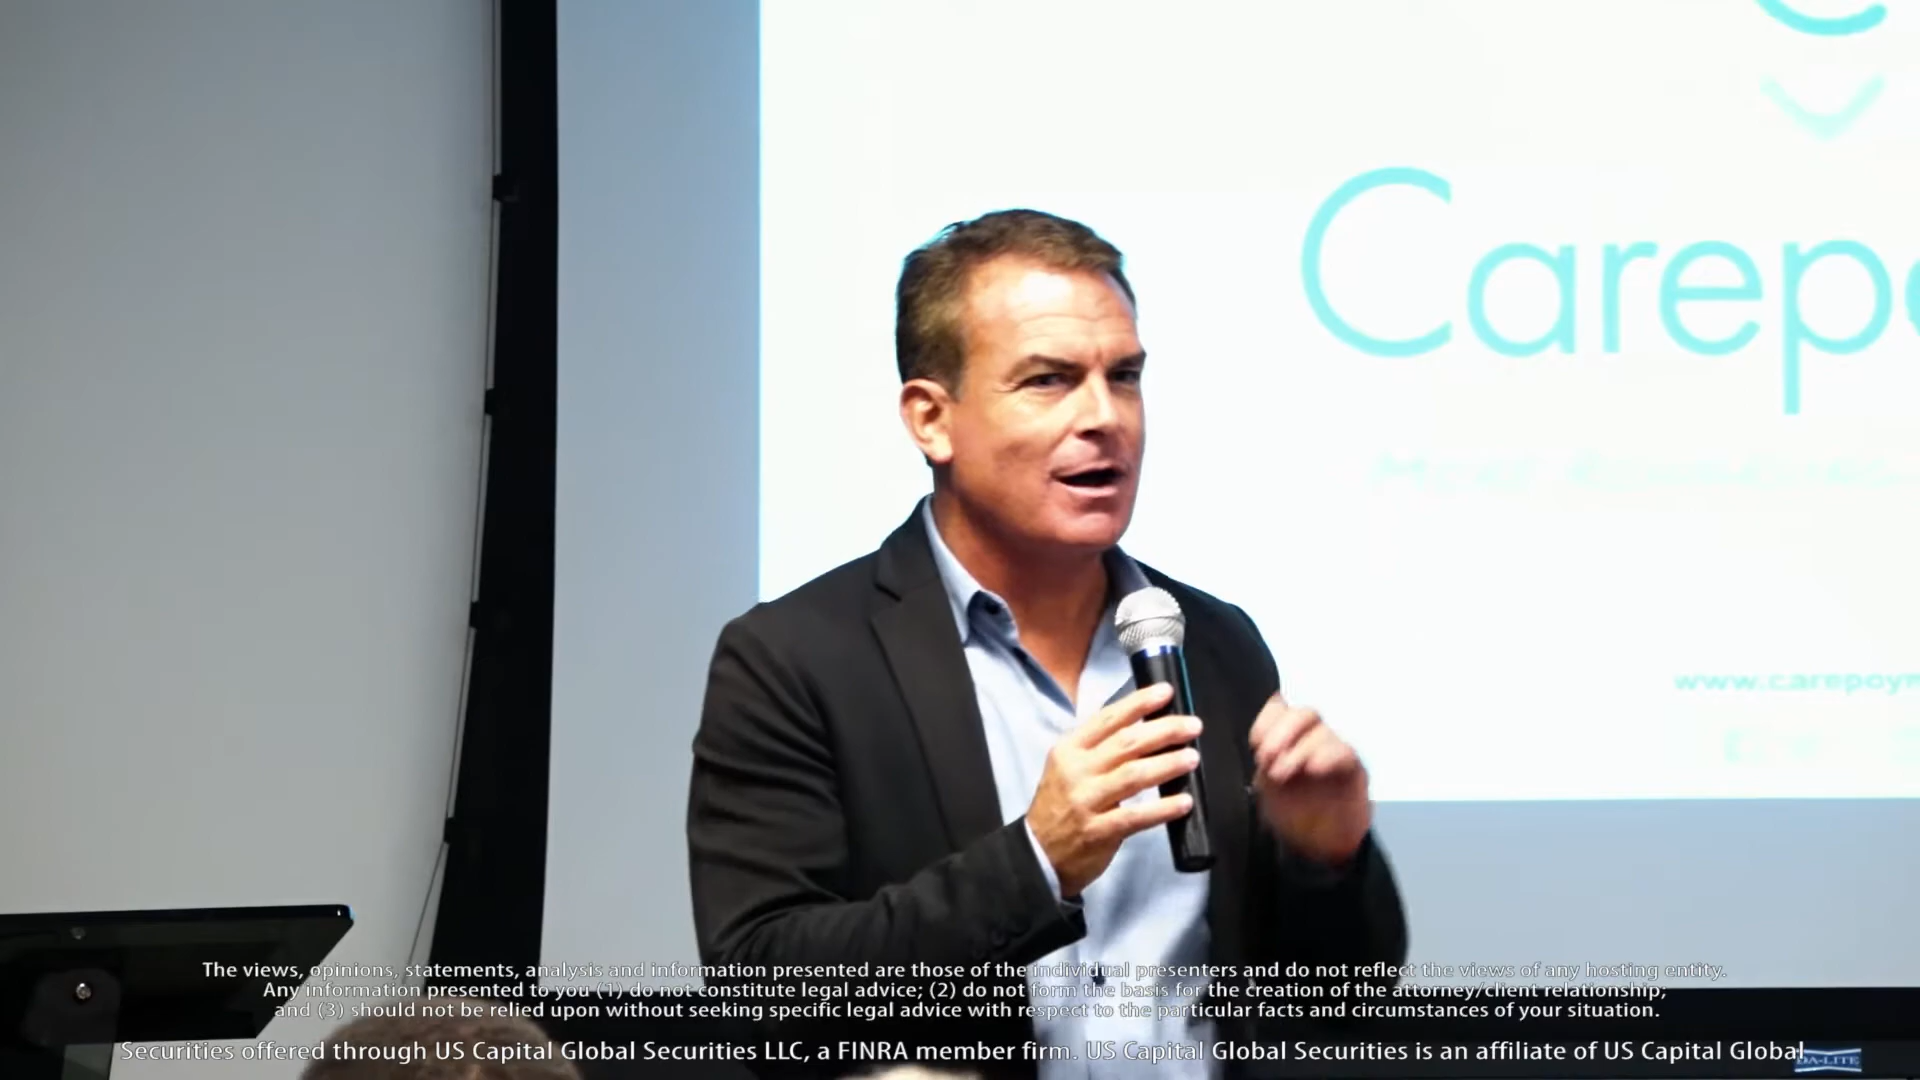 Carepo
www.carepoym
The views, opinions, statements, analysis and information presented are those of the individual presenters and do not reflect the views of any hosting entity.
Any information presented to you (1) do not constitute legal advice; (2) do not form the basis for the creation of the attorney/client relationship;
and (3) should not be relied upon without seeking specific legal advice with respect to the particular facts and circumstances of your situation.
Securities offered through US Capital Global Securities LLC, a FINRA member firm. US Capital Global Securities is an affiliate of US Capital Global
DA-LITE